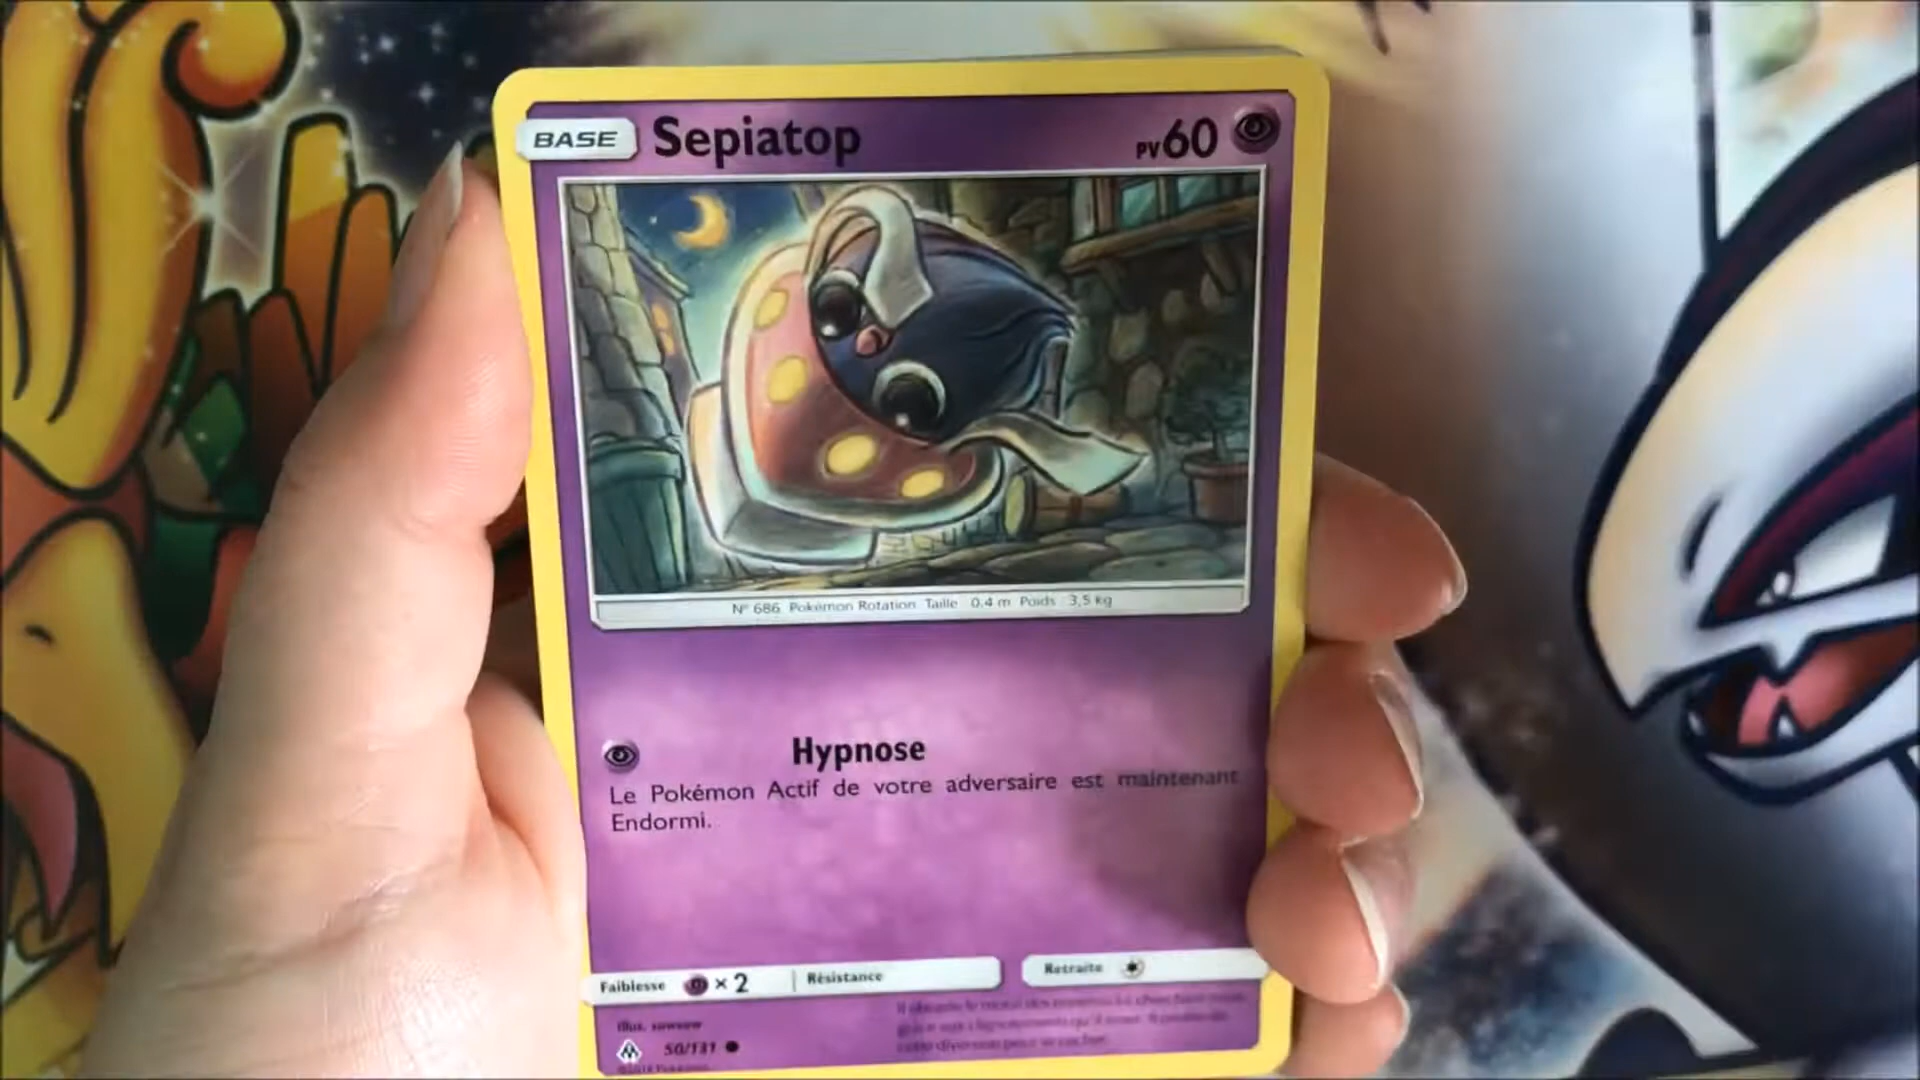 BASE Sepiatop PV60
N° 686 Pokémon Rotation Taille 0,4 m Poids 3,5 kg
Hypnose
Le Pokémon Actif de votre adversaire est maintenant
Endormi.
Faiblesse × 2 Résistance Retraite
Illus. sowsow
50/131